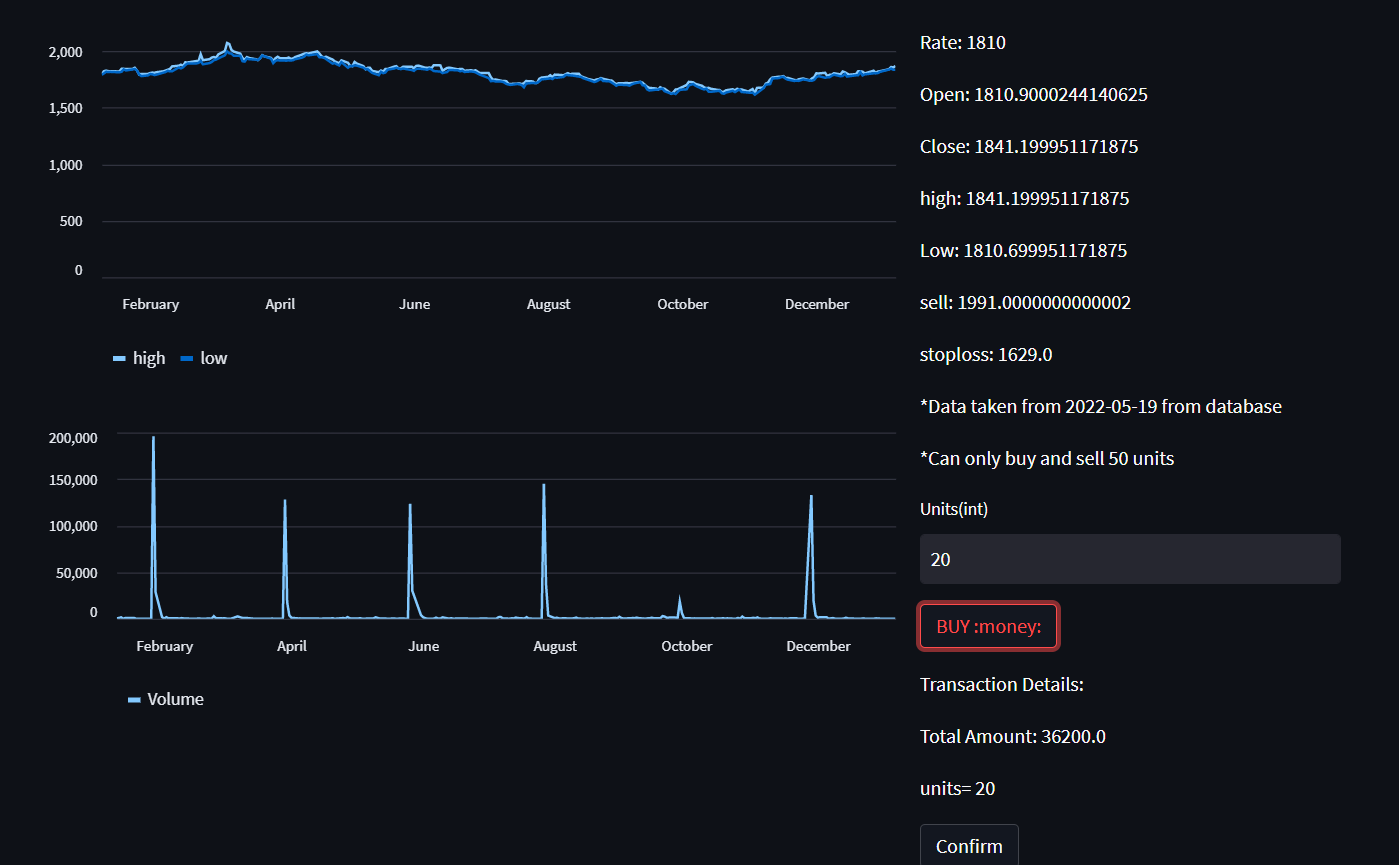 2,000
1,500
1,000
500
0
February April June August October December
high low
200,000
150,000
100,000
50,000
0
February April June August October December
Volume
Rate: 1810
Open: 1810.9000244140625
Close: 1841.199951171875
high: 1841.199951171875
Low: 1810.699951171875
sell: 1991.0000000000002
stoploss: 1629.0
*Data taken from 2022-05-19 from database
*Can only buy and sell 50 units
Units(int)
20
BUY :money:
Transaction Details:
Total Amount: 36200.0
units= 20
Confirm